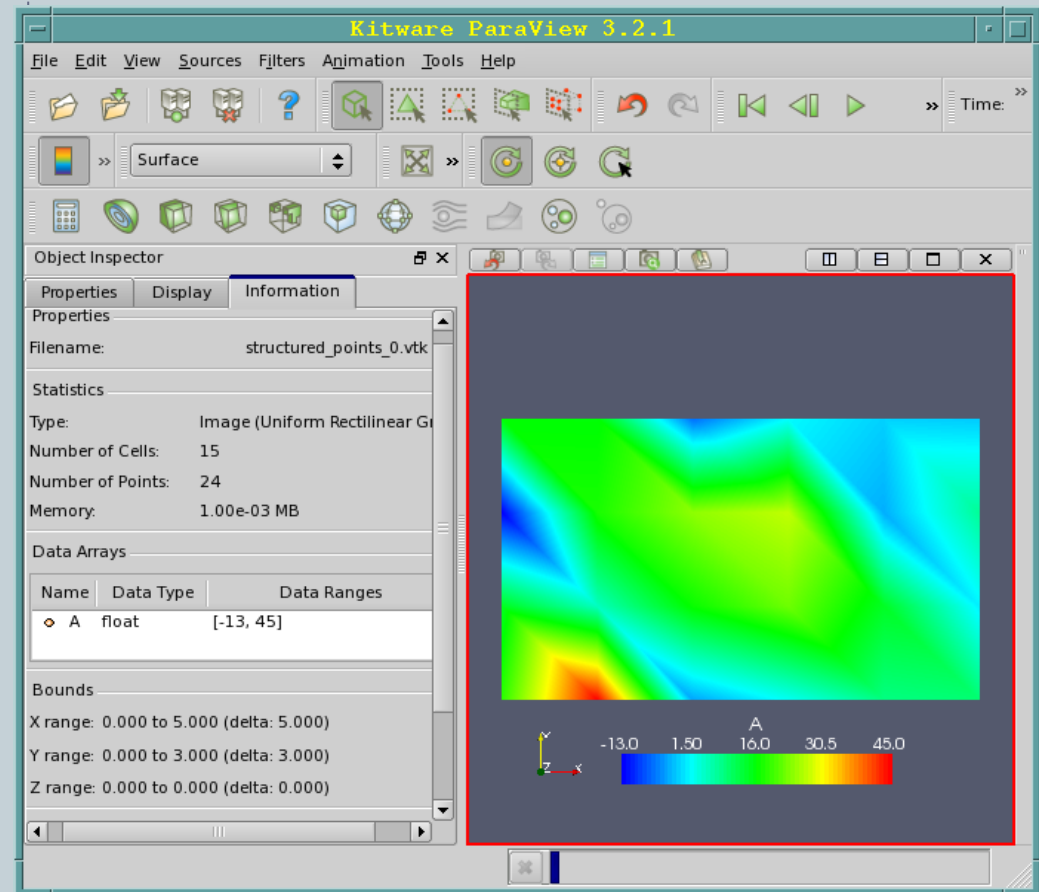 Kitware ParaView 3.2.1
File Edit View Sources Filters Animation Tools Help
» Time: »
» Surface »
Object Inspector
Properties Display Information
Properties
Filename: structured_points_0.vtk
Statistics
Type: Image (Uniform Rectilinear Gr
Number of Cells: 15
Number of Points: 24
Memory: 1.00e-03 MB
Data Arrays
Name Data Type Data Ranges
A float [-13, 45]
Bounds
X range: 0.000 to 5.000 (delta: 5.000)
Y range: 0.000 to 3.000 (delta: 3.000)
Z range: 0.000 to 0.000 (delta: 0.000)
A
-13.0 1.50 16.0 30.5 45.0
Y
Z X